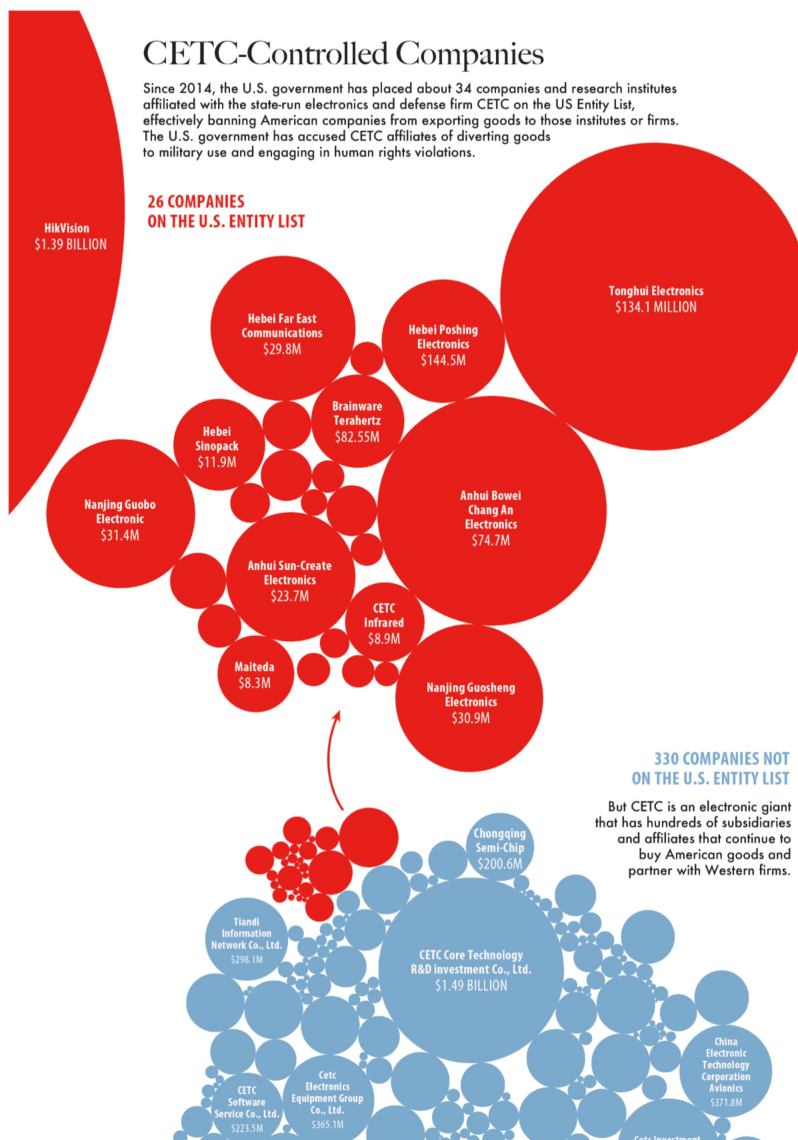 CETC-Controlled Companies
Since 2014, the U.S. government has placed about 34 companies and research institutes
affiliated with the state-run electronics and defense firm CETC on the US Entity List,
effectively banning American companies from exporting goods to those institutes or firms.
The U.S. government has accused CETC affiliates of diverting goods
to military use and engaging in human rights violations.
26 COMPANIES
ON THE U.S. ENTITY LIST
HikVision
$1.39 BILLION
Tonghui Electronics
$134.1 MILLION
Hebei Far East
Communications
$29.8M
Hebei Poshing
Electronics
$144.5M
Brainware
Terahertz
$82.55M
Hebei
Sinopack
$11.9M
Nanjing Guobo
Electronic
$31.4M
Anhui Bowei
Chang An
Electronics
$74.7M
Anhui Sun-Create
Electronics
$23.7M
CETC
Infrared
$8.9M
Maiteda
$8.3M
Nanjing Guosheng
Electronics
$30.9M
330 COMPANIES NOT
ON THE U.S. ENTITY LIST
But CETC is an electronic giant
that has hundreds of subsidiaries
and affiliates that continue to
buy American goods and
partner with Western firms.
Chongqing
Semi-Chip
$200.6M
Tiandi
Information
Network Co., Ltd.
$298.1M
CETC Core Technology
R&D investment Co., Ltd.
$1.49 BILLION
China
Electronic
Technology
Corporation
Avionics
$371.8M
Cetc
Electronics
Equipment Group
Co., Ltd.
$365.1M
CETC
Software
Service Co., Ltd.
$223.5M
Cetc Investment